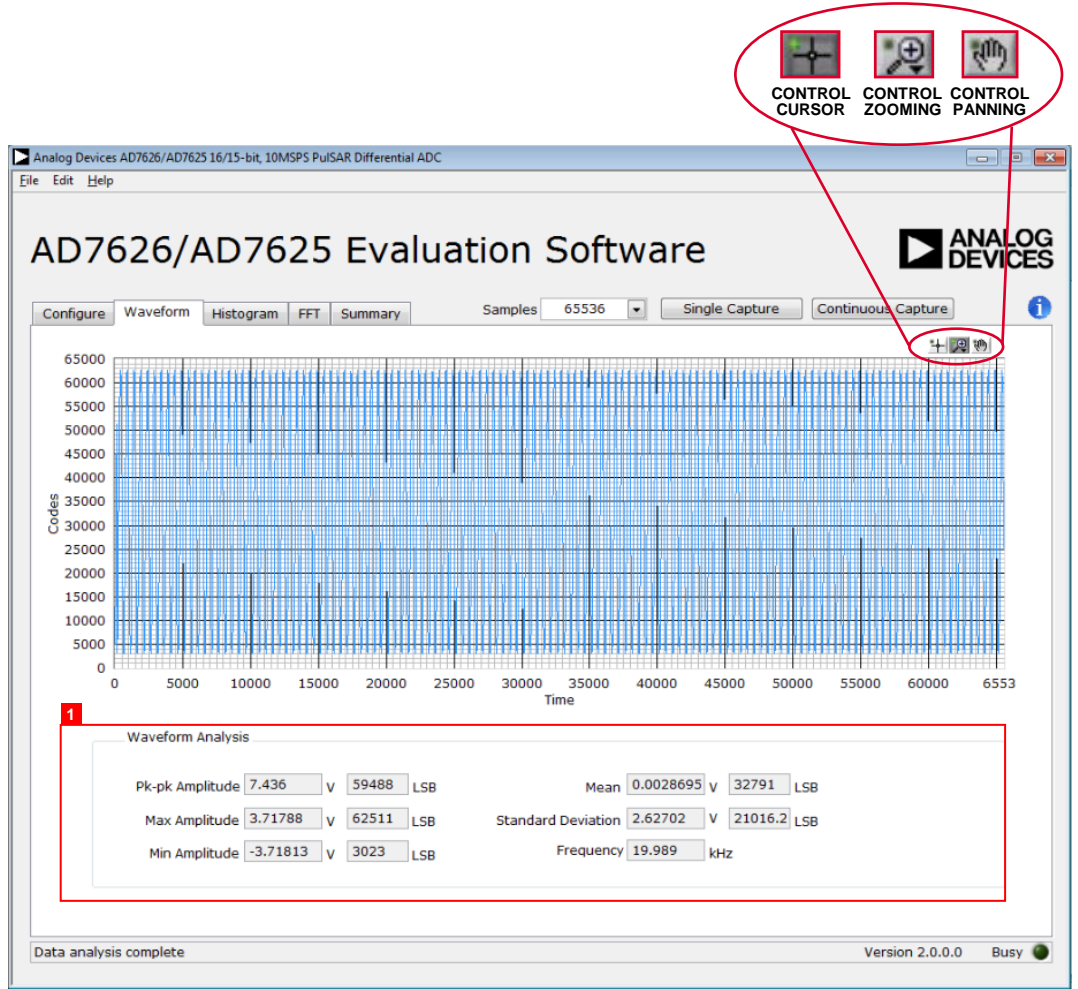 CONTROL CURSOR
CONTROL ZOOMING
CONTROL PANNING
Analog Devices AD7626/AD7625 16/15-bit, 10MSPS PulSAR Differential ADC
File Edit Help
AD7626/AD7625 Evaluation Software
ANALOG DEVICES
Configure Waveform Histogram FFT Summary Samples 65536 Single Capture Continuous Capture
65000
60000
55000
50000
45000
40000
35000
30000
25000
20000
15000
10000
5000
0
Codes
0 5000 10000 15000 20000 25000 30000 35000 40000 45000 50000 55000 60000 6553
Time
1
Waveform Analysis
Pk-pk Amplitude 7.436 V 59488 LSB Mean 0.0028695 V 32791 LSB
Max Amplitude 3.71788 V 62511 LSB Standard Deviation 2.62702 V 21016.2 LSB
Min Amplitude -3.71813 V 3023 LSB Frequency 19.989 kHz
Data analysis complete Version 2.0.0.0 Busy